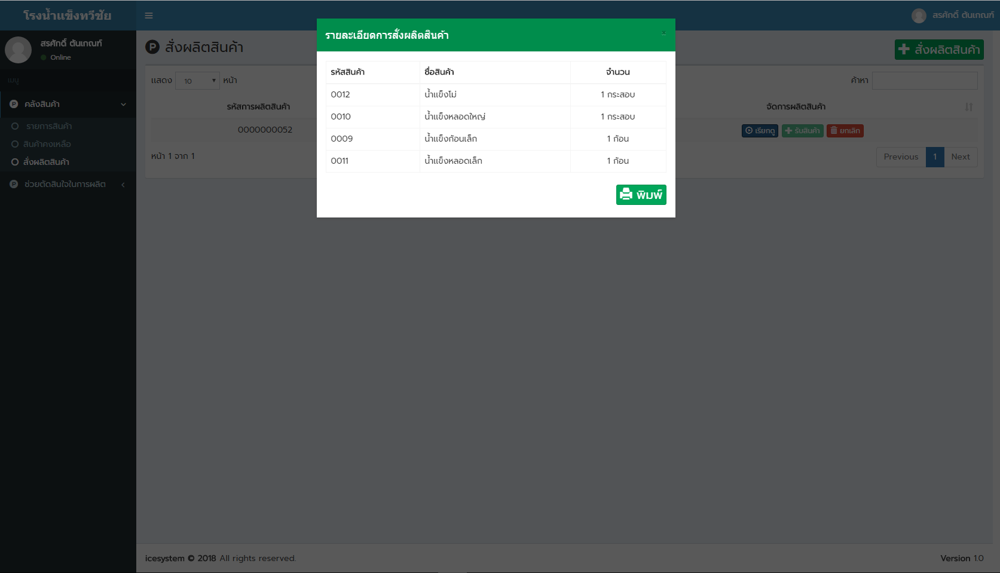 โรงน้ำแข็งทวีชัย
สรศักดิ์ ตันเกณฑ์
สรศักดิ์ ตันเกณฑ์
Online
เมนู
คลังสินค้า
รายการสินค้า
สินค้าคงเหลือ
สั่งผลิตสินค้า
ช่วยตัดสินใจในการผลิต
สั่งผลิตสินค้า
สั่งผลิตสินค้า
แสดง 10 หน้า
ค้าหา
รหัสการผลิตสินค้า จัดการผลิตสินค้า
0000000052 เรียกดู รับสินค้า ยกเลิก
หน้า 1 จาก 1
Previous 1 Next
รายละเอียดการสั่งผลิตสินค้า ×
รหัสสินค้า ชื่อสินค้า จำนวน
0012 น้ำแข็งโม่ 1 กระสอบ
0010 น้ำแข็งหลอดใหญ่ 1 กระสอบ
0009 น้ำแข็งก้อนเล็ก 1 ก้อน
0011 น้ำแข็งหลอดเล็ก 1 ก้อน
พิมพ์
icesystem © 2018 All rights reserved.
Version 1.0